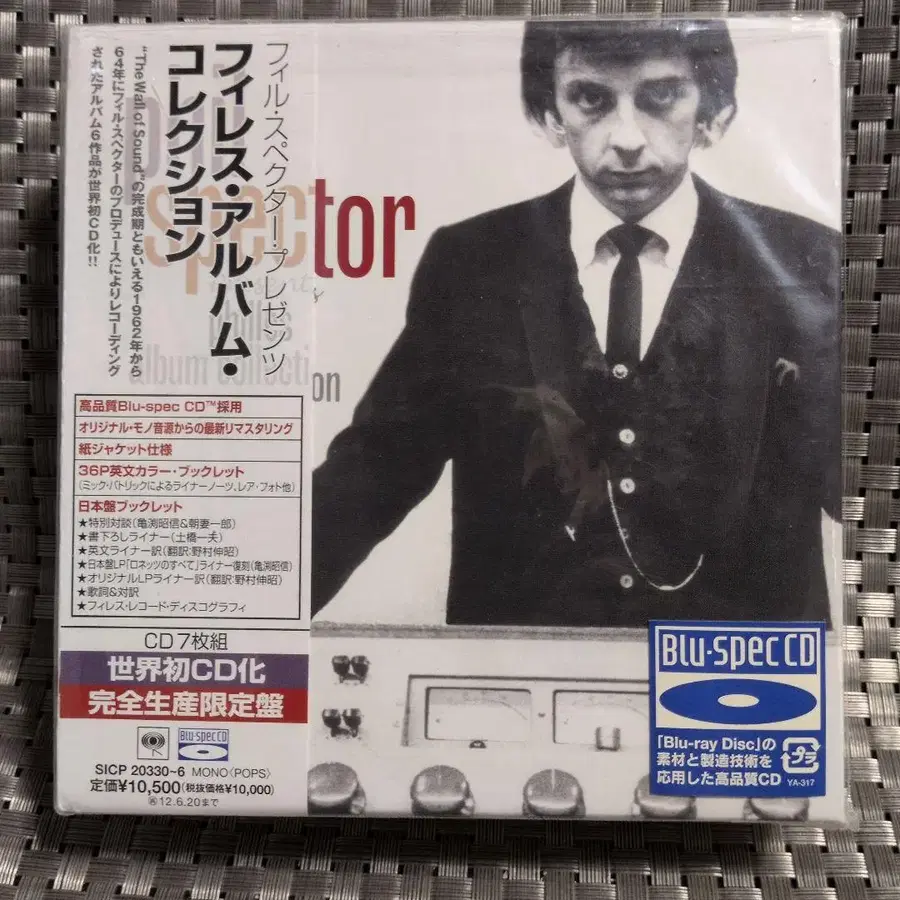 フィル・スペクター・プレゼンツ
フィレス・アルバム・
コレクション
“The Wall of Sound”の完成期ともいえる1962年から
64年にフィル・スペクターのプロデュースによりレコーディング
されたアルバム6作品が世界初CD化!!
spector
phillies
album collection
高品質Blu-spec CD™採用
オリジナル・モノ音源からの最新リマスタリング
紙ジャケット仕様
36P英文カラー・ブックレット
(ミック・パトリックによるライナーノーツ、レア・フォト他)
日本盤ブックレット
★特別対談(亀渕昭信&朝妻一郎)
★書下ろしライナー(土橋一夫)
★英文ライナー訳(翻訳:野村伸昭)
★日本盤LP「ロネッツのすべて」ライナー復刻(亀渕昭信)
★オリジナルLPライナー訳(翻訳:野村伸昭)
★歌詞&対訳
★フィレス・レコード・ディスコグラフィ
CD7枚組
世界初CD化
完全生産限定盤
Blu-spec CD
SICP 20330~6 MONO〈POPS〉
定価¥10,500(税抜価格¥10,000)
Ⓡ12.6.20まで
Blu-spec CD
「Blu-ray Disc」の
素材と製造技術を
応用した高品質CD
プラ
YA-317